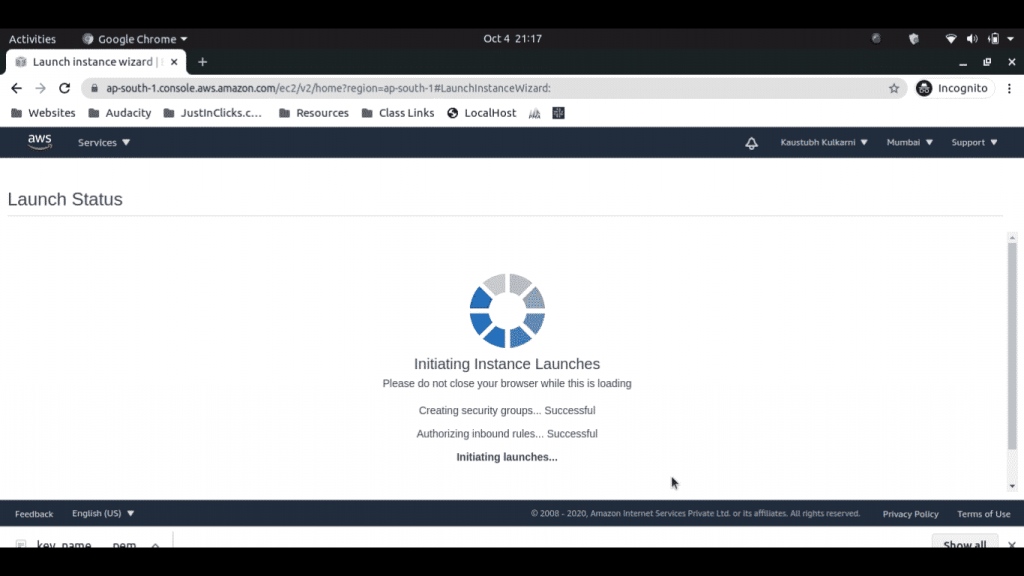 Activities Google Chrome Oct 4 21:17
Launch instance wizard |
ap-south-1.console.aws.amazon.com/ec2/v2/home?region=ap-south-1#LaunchInstanceWizard: Incognito
Websites Audacity JustInClicks.c... Resources Class Links LocalHost
aws Services Kaustubh Kulkarni Mumbai Support
Launch Status
Initiating Instance Launches
Please do not close your browser while this is loading
Creating security groups... Successful
Authorizing inbound rules... Successful
Initiating launches...
Feedback English (US) © 2008 - 2020, Amazon Internet Services Private Ltd. or its affiliates. All rights reserved. Privacy Policy Terms of Use
key_name pem Show all